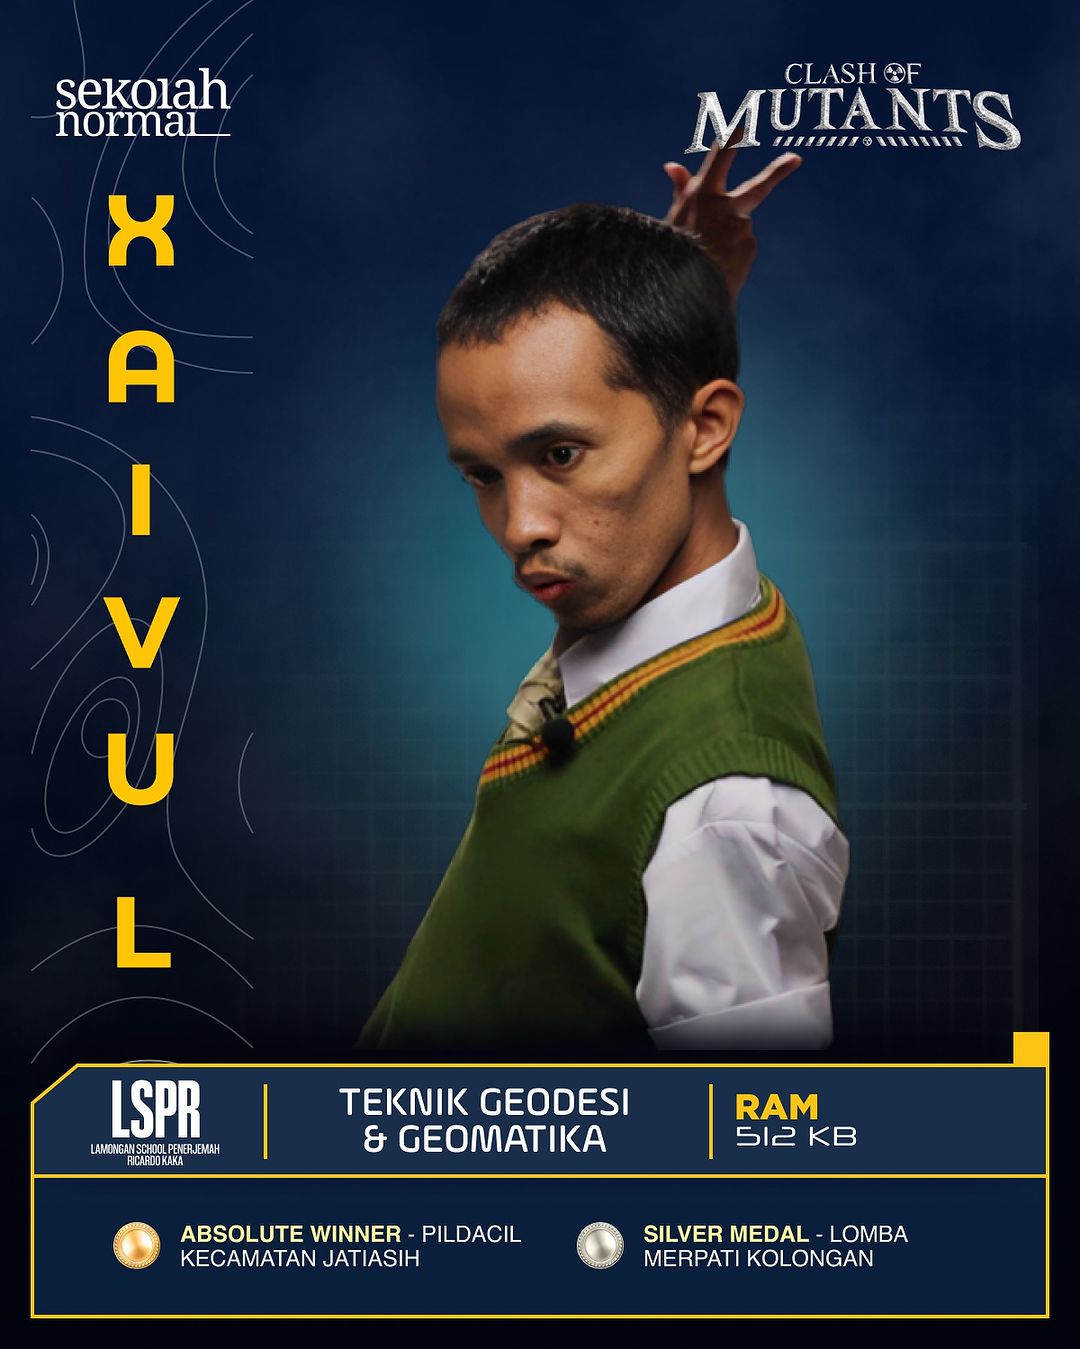 sekolah
normal
CLASH OF
MUTANTS
XAIVUL
LSPR
LAMONGAN SCHOOL PENERJEMAH
RICARDO KAKA
TEKNIK GEODESI
& GEOMATIKA
RAM
512 KB
ABSOLUTE WINNER - PILDACIL
KECAMATAN JATIASIH
SILVER MEDAL - LOMBA
MERPATI KOLONGAN